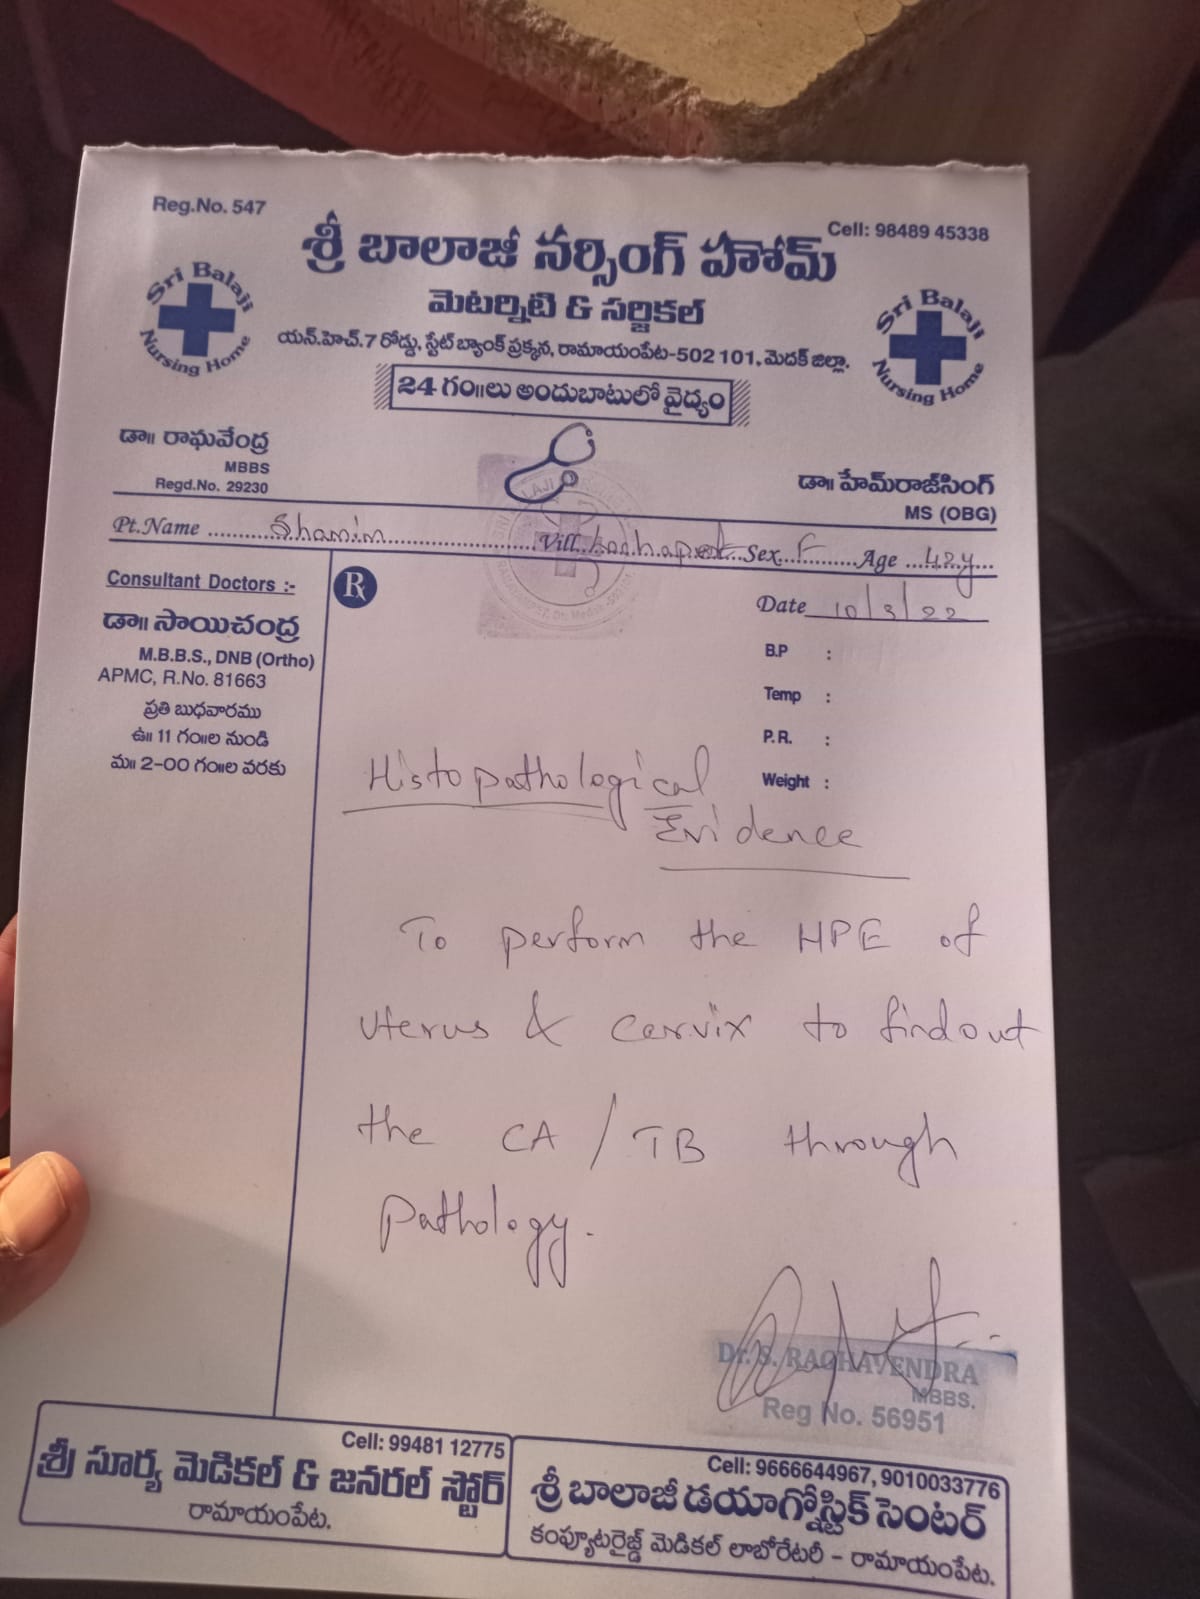 Reg.No. 547
Cell: 98489 45338
శ్రీ బాలాజీ నర్సింగ్ హోమ్
Sri Balaji Nursing Home
Sri Balaji Nursing Home
మెటర్నిటి & సర్జికల్
యన్.హెచ్.7 రోడ్డు, స్టేట్ బ్యాంక్ ప్రక్కన, రామాయంపేట-502 101, మెదక్ జిల్లా.
24 గం॥లు అందుబాటులో వైద్యం
డా॥ రాఘవేంద్ర
MBBS
Regd.No. 29230
డా॥ హేమ్‌రాజ్‌సింగ్
MS (OBG)
Pt.Name Shamim Vill. Sex F Age 42y
Consultant Doctors :-
డా॥ సాయిచంద్ర
M.B.B.S., DNB (Ortho)
APMC, R.No. 81663
ప్రతి బుధవారము
ఉ॥ 11 గం॥ల నుండి
మ॥ 2-00 గం॥ల వరకు
Rx
Date 10/3/22
B.P :
Temp :
P.R. :
Weight :
Histopathological
Evidence
To perform the HPE of
uterus & cervix to findout
the CA / TB through
pathology.
Dr. S. RAGHAVENDRA
MBBS.
Reg No. 56951
Cell: 99481 12775
శ్రీ సూర్య మెడికల్ & జనరల్ స్టోర్
రామాయంపేట.
Cell: 9666644967, 9010033776
శ్రీ బాలాజీ డయాగ్నోస్టిక్ సెంటర్
కంప్యూటరైజ్డ్ మెడికల్ లాబోరేటరీ - రామాయంపేట.